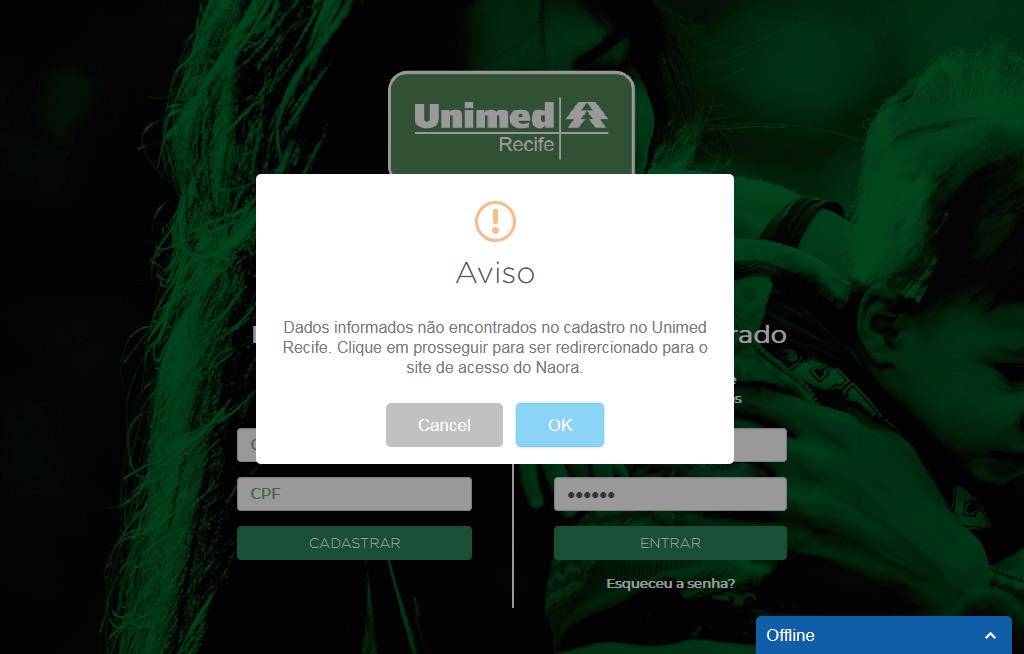 Unimed
Recife
Aviso
Dados informados não encontrados no cadastro no Unimed
Recife. Clique em prosseguir para ser redirercionado para o
site de acesso do Naora.
Cancel
OK
CPF
••••••
CADASTRAR
ENTRAR
Esqueceu a senha?
Offline